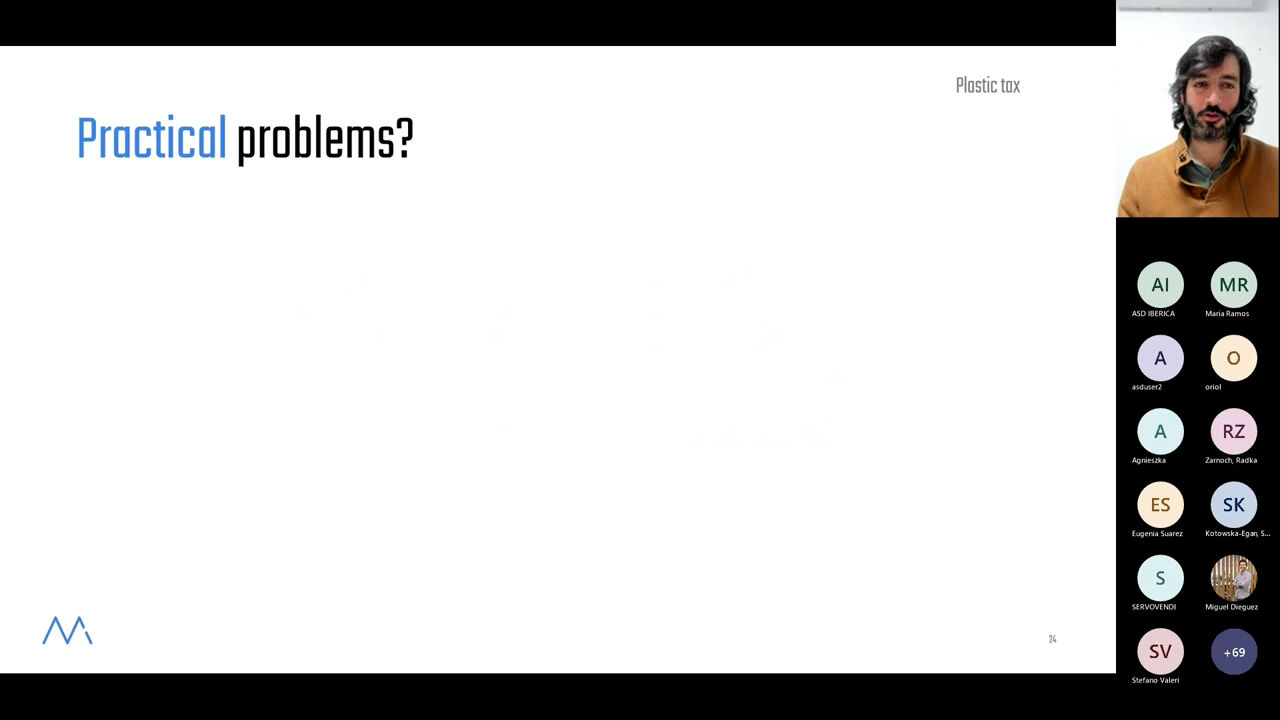 Plastic tax
Practical problems?
24
AI
MR
ASD IBERICA
Maria Ramos
A
O
asduser2
oriol
A
RZ
Agnieszka
Zarnoch, Radka
ES
SK
Eugenia Suarez
Kotowska-Egan, S...
S
SERVOVENDI
Miguel Dieguez
SV
+69
Stefano Valeri